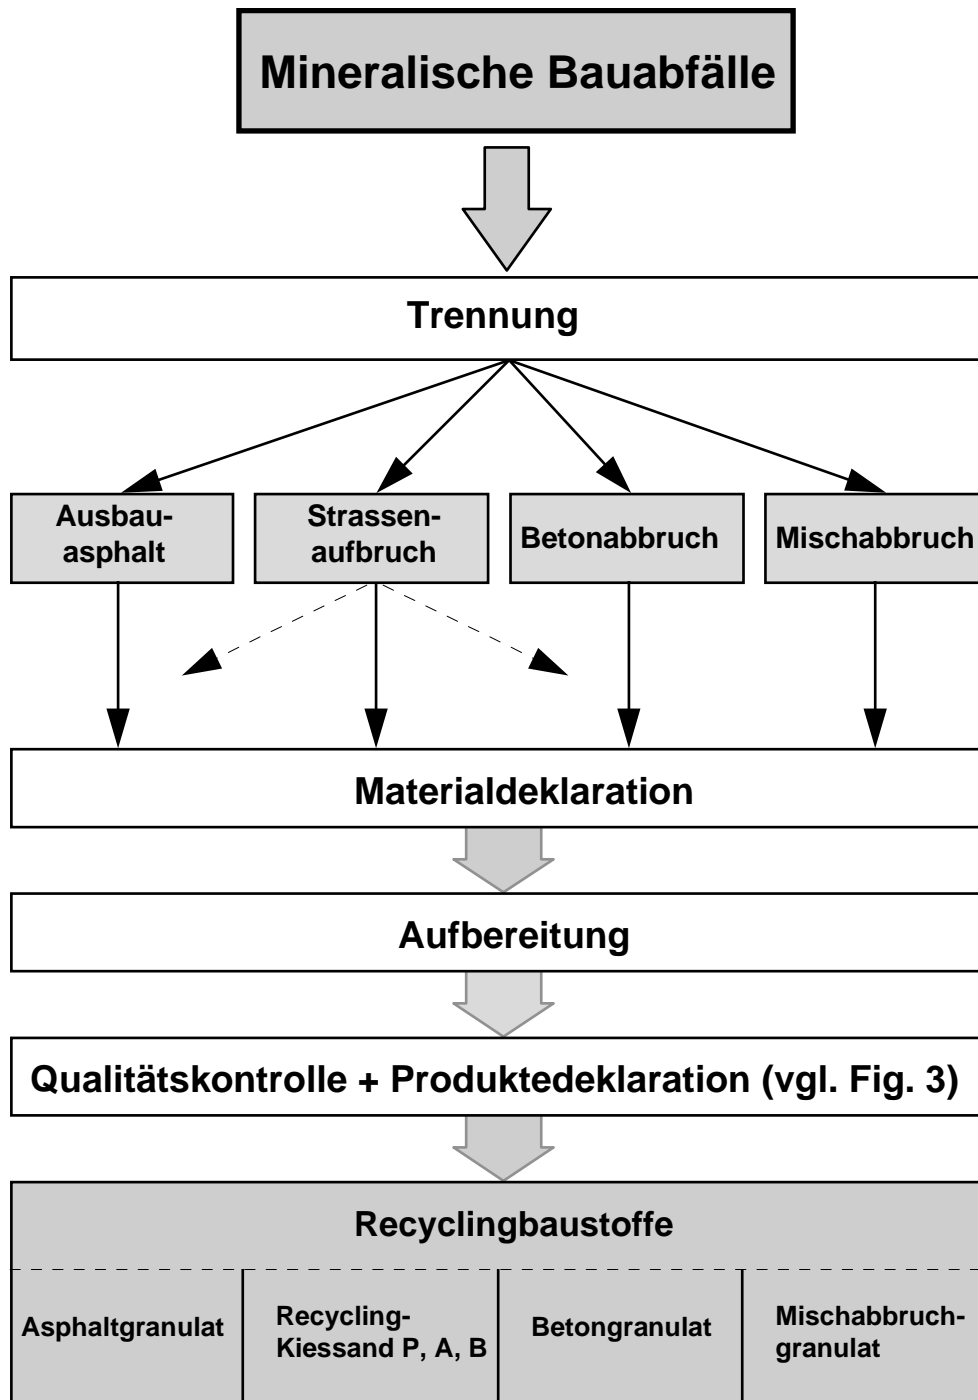 Mineralische Bauabfälle
Trennung
Ausbau-
asphalt
Strassen-
aufbruch
Betonabbruch
Mischabbruch
Materialdeklaration
Aufbereitung
Qualitätskontrolle + Produktedeklaration (vgl. Fig. 3)
Recyclingbaustoffe
Asphaltgranulat
Recycling-
Kiessand P, A, B
Betongranulat
Mischabbruch-
granulat